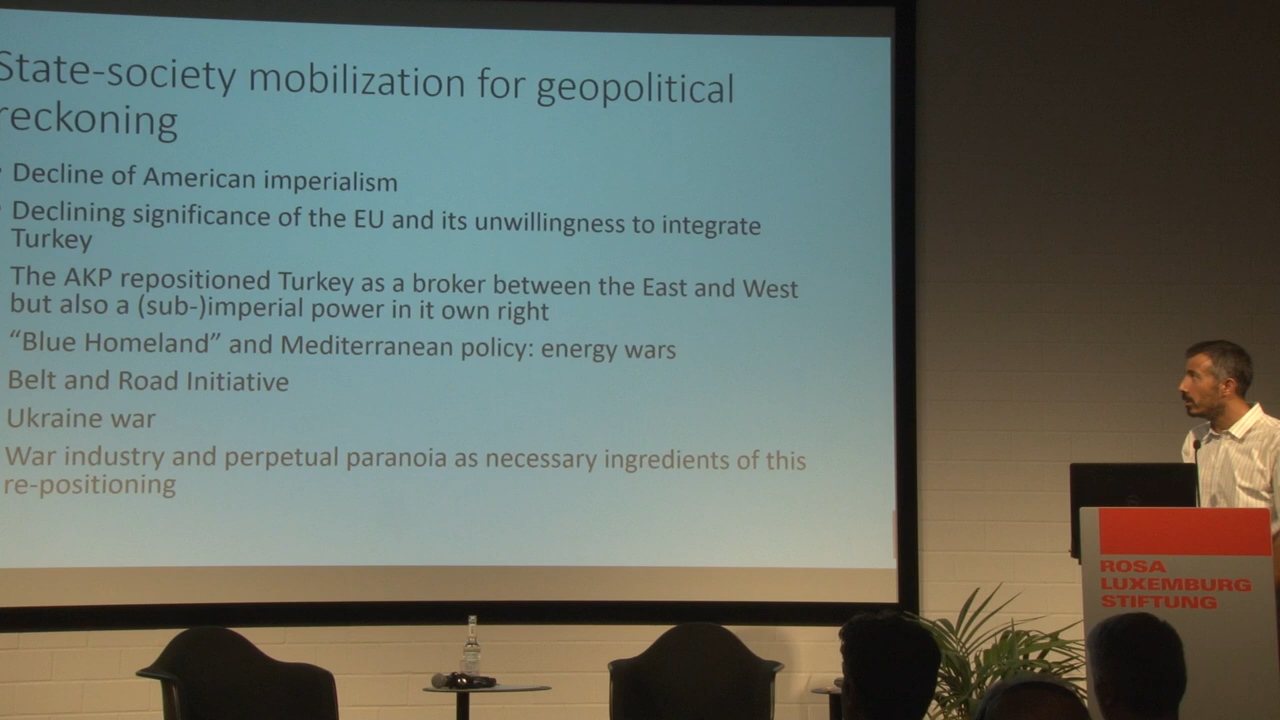 State-society mobilization for geopolitical
reckoning
Decline of American imperialism
Declining significance of the EU and its unwillingness to integrate
Turkey
The AKP repositioned Turkey as a broker between the East and West
but also a (sub-)imperial power in it own right
“Blue Homeland” and Mediterranean policy: energy wars
Belt and Road Initiative
Ukraine war
War industry and perpetual paranoia as necessary ingredients of this
re-positioning
ROSA
LUXEMBURG
STIFTUNG